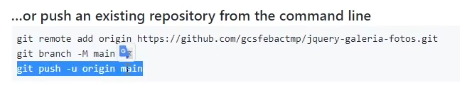 ...or push an existing repository from the command line
git remote add origin https://github.com/gcsfebactmp/jquery-galeria-fotos.git
git branch -M main
git push -u origin main